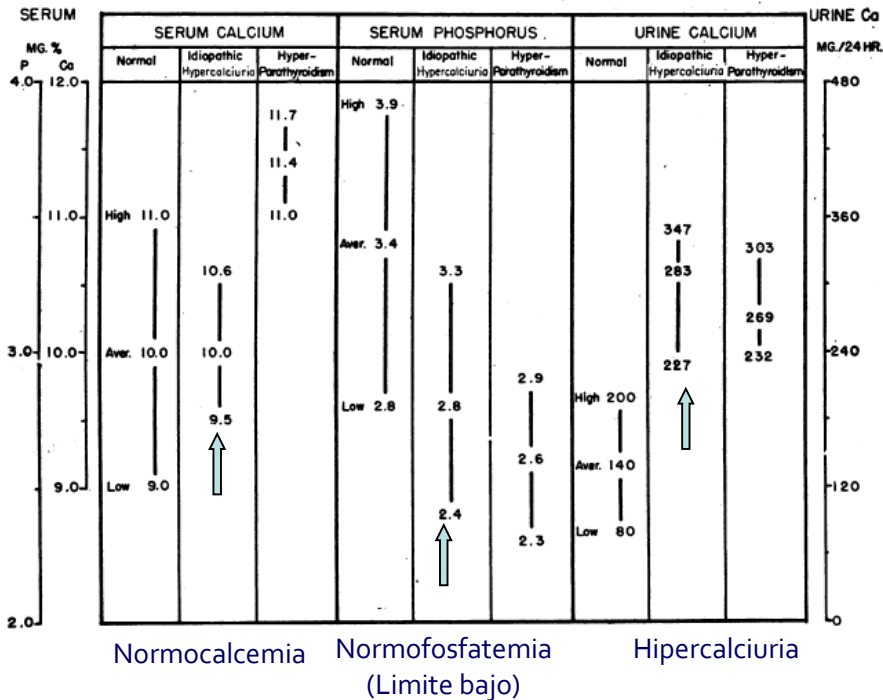 SERUM
URINE Ca
SERUM CALCIUM SERUM PHOSPHORUS URINE CALCIUM
MG. %
P Ca
MG./24 HR.
Normal Idiopathic Hypercalciuria Hyper-Parathyroidism Normal Idiopathic Hypercalciuria Hyper-Parathyroidism Normal Idiopathic Hypercalciuria Hyper-Parathyroidism
4.0 12.0 480
High 3.9
11.7
11.4
High 11.0 11.0
11.0 360
347
Aver. 3.4 303
10.6 3.3 283
269
3.0 10.0 Aver. 10.0 10.0 232 240
227
2.9
Low 2.8 2.8 High 200
9.5
2.6 Aver. 140
9.0 Low 9.0 120
2.4
2.3 Low 80
2.0 0
Normocalcemia Normofosfatemia Hipercalciuria
(Limite bajo)